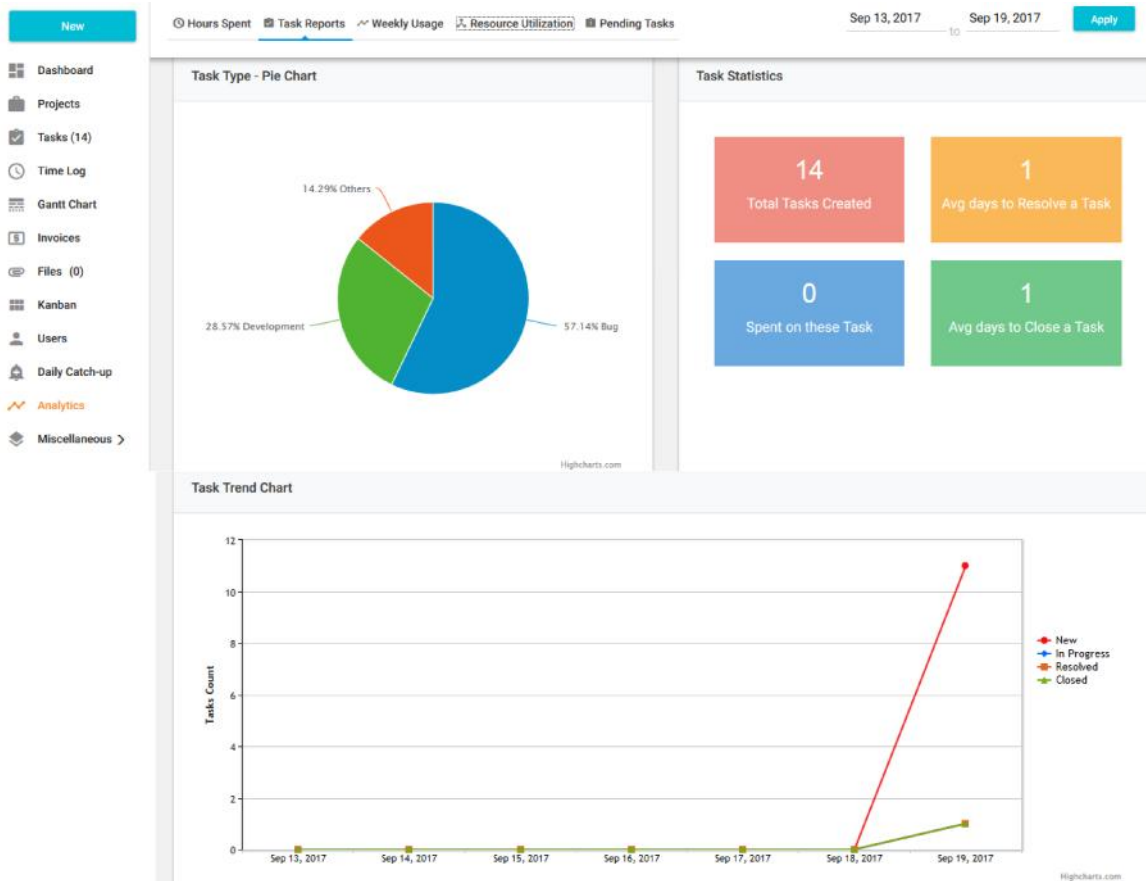 New
Hours Spent Task Reports Weekly Usage Resource Utilization Pending Tasks
Sep 13, 2017 to Sep 19, 2017 Apply
Dashboard
Projects
Tasks (14)
Time Log
Gantt Chart
Invoices
Files (0)
Kanban
Users
Daily Catch-up
Analytics
Miscellaneous
Task Type - Pie Chart
14.29% Others
28.57% Development
57.14% Bug
Highcharts.com
Task Statistics
14
Total Tasks Created
1
Avg days to Resolve a Task
0
Spent on these Task
1
Avg days to Close a Task
Task Trend Chart
Tasks Count
12
10
8
6
4
2
0
Sep 13, 2017 Sep 14, 2017 Sep 15, 2017 Sep 16, 2017 Sep 17, 2017 Sep 18, 2017 Sep 19, 2017
New
In Progress
Resolved
Closed
Highcharts.com